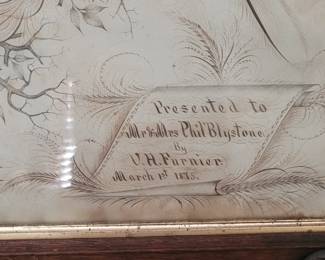 Presented to
Mr & Mrs Phil Blystone
by
V. H. Furnier
March 1st 1875.